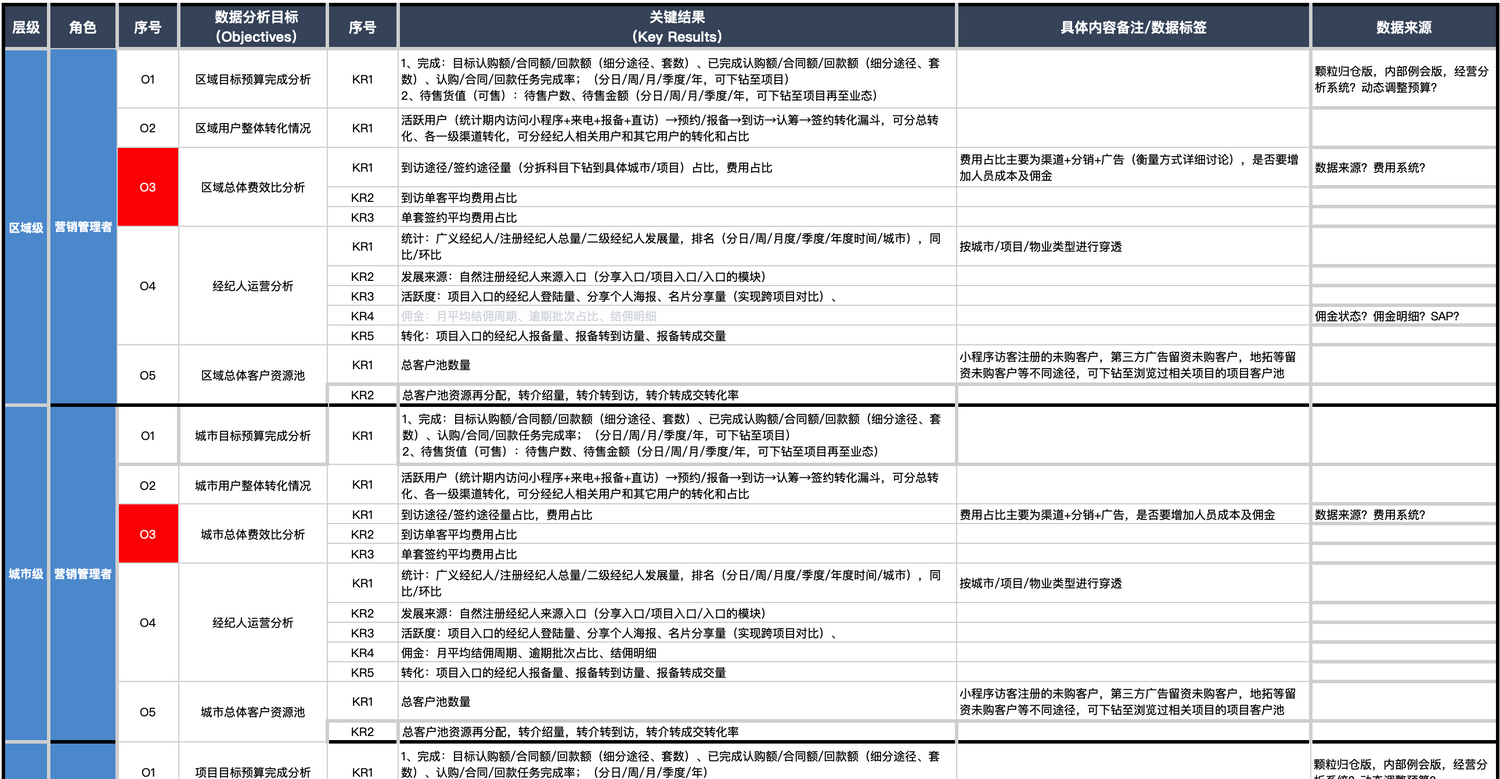 层级
角色
序号
数据分析目标
（Objectives）
序号
关键结果
（Key Results）
具体内容备注/数据标签
数据来源
区域级
营销管理者
O1
区域目标预算完成分析
KR1
1、完成：目标认购额/合同额/回款额（细分途径、套数）、已完成认购额/合同额/回款额（细分途径、套
数）、认购/合同/回款任务完成率；（分日/周/月/季度/年，可下钻至项目）
2、待售货值（可售）：待售户数、待售金额（分日/周/月/季度/年，可下钻至项目再至业态）
颗粒归仓版，内部例会版，经营分
析系统？动态调整预算？
O2
区域用户整体转化情况
KR1
活跃用户（统计期内访问小程序+来电+报备+直访）→预约/报备→到访→认筹→签约转化漏斗，可分总转
化、各一级渠道转化，可分经纪人相关用户和其它用户的转化和占比
O3
区域总体费效比分析
KR1
到访途径/签约途径量（分拆科目下钻到具体城市/项目）占比，费用占比
费用占比主要为渠道+分销+广告（衡量方式详细讨论），是否要增
加人员成本及佣金
数据来源？费用系统？
KR2
到访单客平均费用占比
KR3
单套签约平均费用占比
O4
经纪人运营分析
KR1
统计：广义经纪人/注册经纪人总量/二级经纪人发展量，排名（分日/周/月度/季度/年度时间/城市），同
比/环比
按城市/项目/物业类型进行穿透
KR2
发展来源：自然注册经纪人来源入口（分享入口/项目入口/入口的模块）
KR3
活跃度：项目入口的经纪人登陆量、分享个人海报、名片分享量（实现跨项目对比）、
KR4
佣金：月平均结佣周期、逾期批次占比、结佣明细
佣金状态？佣金明细？SAP？
KR5
转化：项目入口的经纪人报备量、报备转到访量、报备转成交量
O5
区域总体客户资源池
KR1
总客户池数量
小程序访客注册的未购客户，第三方广告留资未购客户，地拓等留
资未购客户等不同途径，可下钻至浏览过相关项目的项目客户池
KR2
总客户池资源再分配，转介绍量，转介转到访，转介转成交转化率
城市级
营销管理者
O1
城市目标预算完成分析
KR1
1、完成：目标认购额/合同额/回款额（细分途径、套数）、已完成认购额/合同额/回款额（细分途径、套
数）、认购/合同/回款任务完成率；（分日/周/月/季度/年，可下钻至项目）
2、待售货值（可售）：待售户数、待售金额（分日/周/月/季度/年，可下钻至项目再至业态）
O2
城市用户整体转化情况
KR1
活跃用户（统计期内访问小程序+来电+报备+直访）→预约/报备→到访→认筹→签约转化漏斗，可分总转
化、各一级渠道转化，可分经纪人相关用户和其它用户的转化和占比
O3
城市总体费效比分析
KR1
到访途径/签约途径量占比，费用占比
费用占比主要为渠道+分销+广告，是否要增加人员成本及佣金
数据来源？费用系统？
KR2
到访单客平均费用占比
KR3
单套签约平均费用占比
O4
经纪人运营分析
KR1
统计：广义经纪人/注册经纪人总量/二级经纪人发展量，排名（分日/周/月度/季度/年度时间/城市），同
比/环比
按城市/项目/物业类型进行穿透
KR2
发展来源：自然注册经纪人来源入口（分享入口/项目入口/入口的模块）
KR3
活跃度：项目入口的经纪人登陆量、分享个人海报、名片分享量（实现跨项目对比）、
KR4
佣金：月平均结佣周期、逾期批次占比、结佣明细
KR5
转化：项目入口的经纪人报备量、报备转到访量、报备转成交量
O5
城市总体客户资源池
KR1
总客户池数量
小程序访客注册的未购客户，第三方广告留资未购客户，地拓等留
资未购客户等不同途径，可下钻至浏览过相关项目的项目客户池
KR2
总客户池资源再分配，转介绍量，转介转到访，转介转成交转化率
O1
项目目标预算完成分析
KR1
1、完成：目标认购额/合同额/回款额（细分途径、套数）、已完成认购额/合同额/回款额（细分途径、套
数）、认购/合同/回款任务完成率；（分日/周/月/季度/年）
颗粒归仓版，内部例会版，经营分
析系统？动态调整预算？